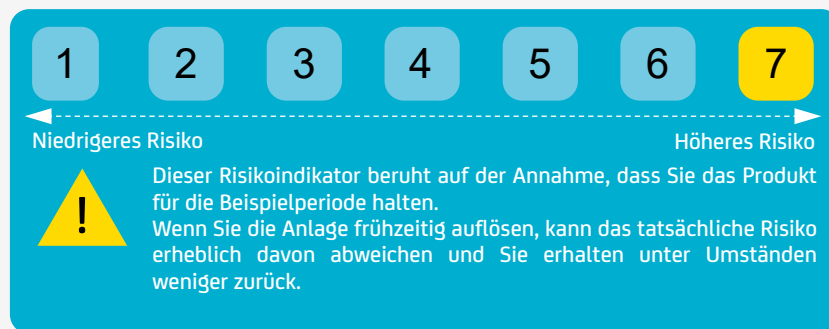 1 2 3 4 5 6 7
Niedrigeres Risiko Höheres Risiko
!
Dieser Risikoindikator beruht auf der Annahme, dass Sie das Produkt
für die Beispielperiode halten.
Wenn Sie die Anlage frühzeitig auflösen, kann das tatsächliche Risiko
erheblich davon abweichen und Sie erhalten unter Umständen
weniger zurück.